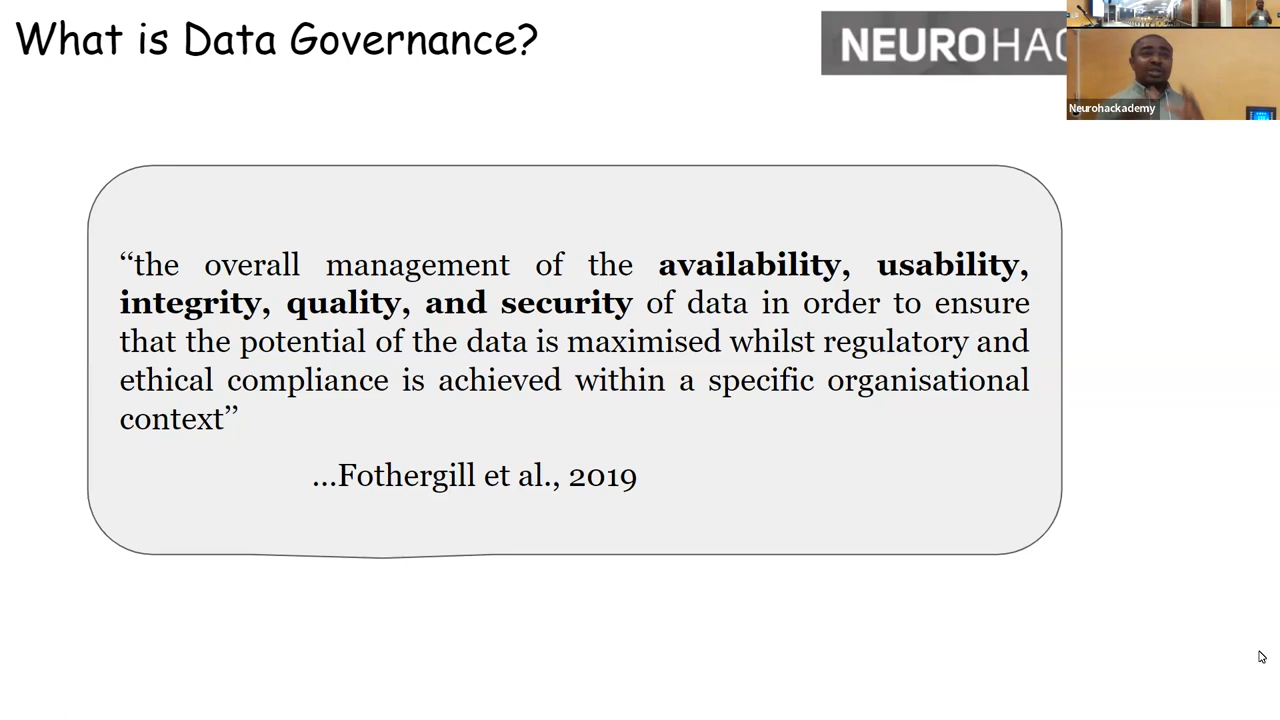 What is Data Governance?
NEUROHAC
Neurohackademy
“the overall management of the availability, usability,
integrity, quality, and security of data in order to ensure
that the potential of the data is maximised whilst regulatory and
ethical compliance is achieved within a specific organisational
context”
...Fothergill et al., 2019